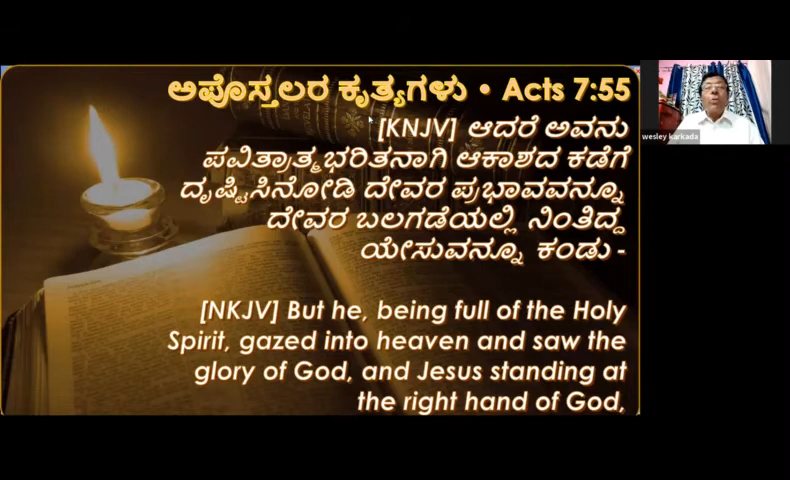 ಅಪೊಸ್ತಲರ ಕೃತ್ಯಗಳು • Acts 7:55
[KNJV] ಆದರೆ ಅವನು
ಪವಿತ್ರಾತ್ಮಭರಿತನಾಗಿ ಆಕಾಶದ ಕಡೆಗೆ
ದೃಷ್ಟಿಸಿನೋಡಿ ದೇವರ ಪ್ರಭಾವವನ್ನೂ
ದೇವರ ಬಲಗಡೆಯಲ್ಲಿ ನಿಂತಿದ್ದ
ಯೇಸುವನ್ನೂ ಕಂಡು -
[NKJV] But he, being full of the Holy
Spirit, gazed into heaven and saw the
glory of God, and Jesus standing at
the right hand of God,
wesley karkada